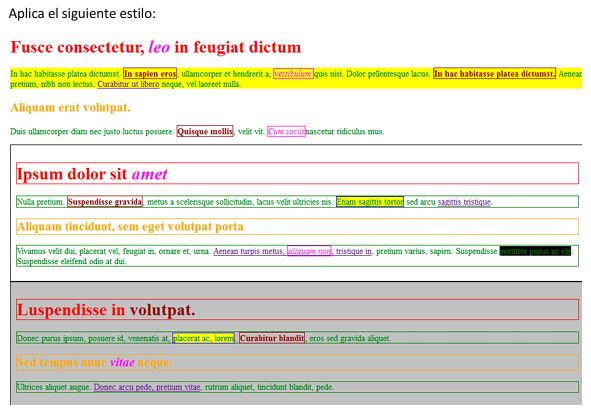 Aplica el siguiente estilo:
Fusce consectetur, leo in feugiat dictum
In hac habitasse platea dictumst. In sapien eros, ullamcorper et hendrerit a, vestibulum quis nisi. Dolor pellentesque lacus. In hac habitasse platea dictumst. Aenean
pretium, nibh non lectus. Curabitur ut libero neque, vel laoreet nulla.
Aliquam erat volutpat.
Duis ullamcorper diam nec justo luctus posuere. Quisque mollis, velit vit. Cum sociis nascetur ridiculus mus.
Ipsum dolor sit amet
Nulla pretium. Suspendisse gravida, metus a scelerisque sollicitudin, lacus velit ultricies nis. Etiam sagittis tortor sed arcu sagittis tristique.
Aliquam tincidunt, sem eget volutpat porta
Vivamus velit dui, placerat vel, feugiat in, ornare et, urna. Aenean turpis metus, aliquam non, tristique in, pretium varius, sapien. Suspendisse porttitor purus ac elit.
Suspendisse eleifend odio at dui.
Luspendisse in volutpat.
Donec purus ipsum, posuere id, venenatis at, placerat ac, lorem. Curabitur blandit, eros sed gravida aliquet.
Sed tempus nunc vitae neque.
Ultrices aliquet augue. Donec arcu pede, pretium vitae, rutrum aliquet, tincidunt blandit, pede.